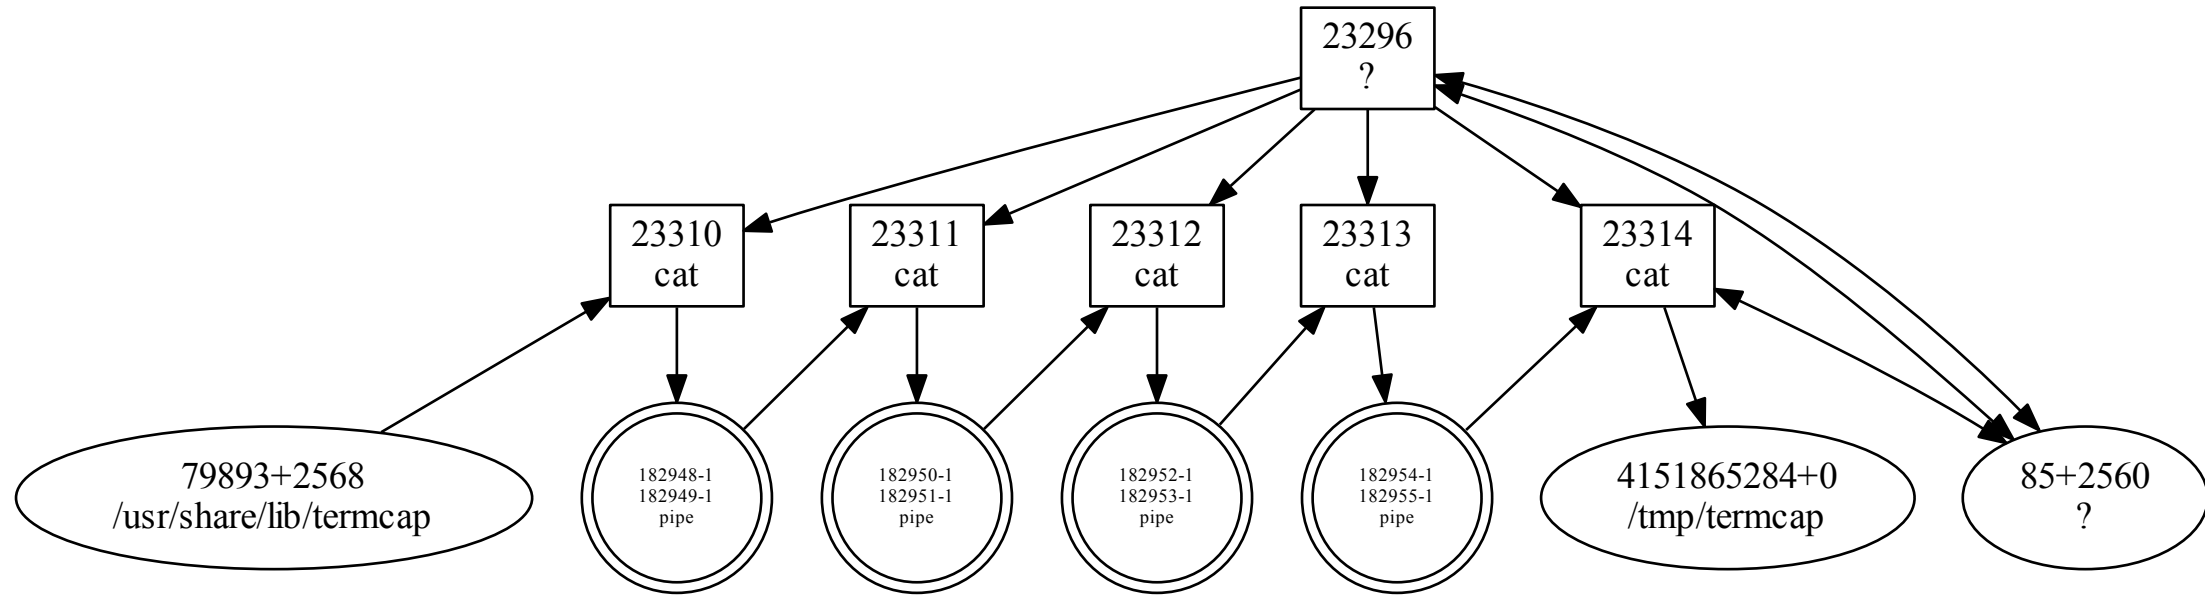 23296
?
23310
cat
23311
cat
23312
cat
23313
cat
23314
cat
79893+2568
/usr/share/lib/termcap
182948-1
182949-1
pipe
182950-1
182951-1
pipe
182952-1
182953-1
pipe
182954-1
182955-1
pipe
4151865284+0
/tmp/termcap
85+2560
?